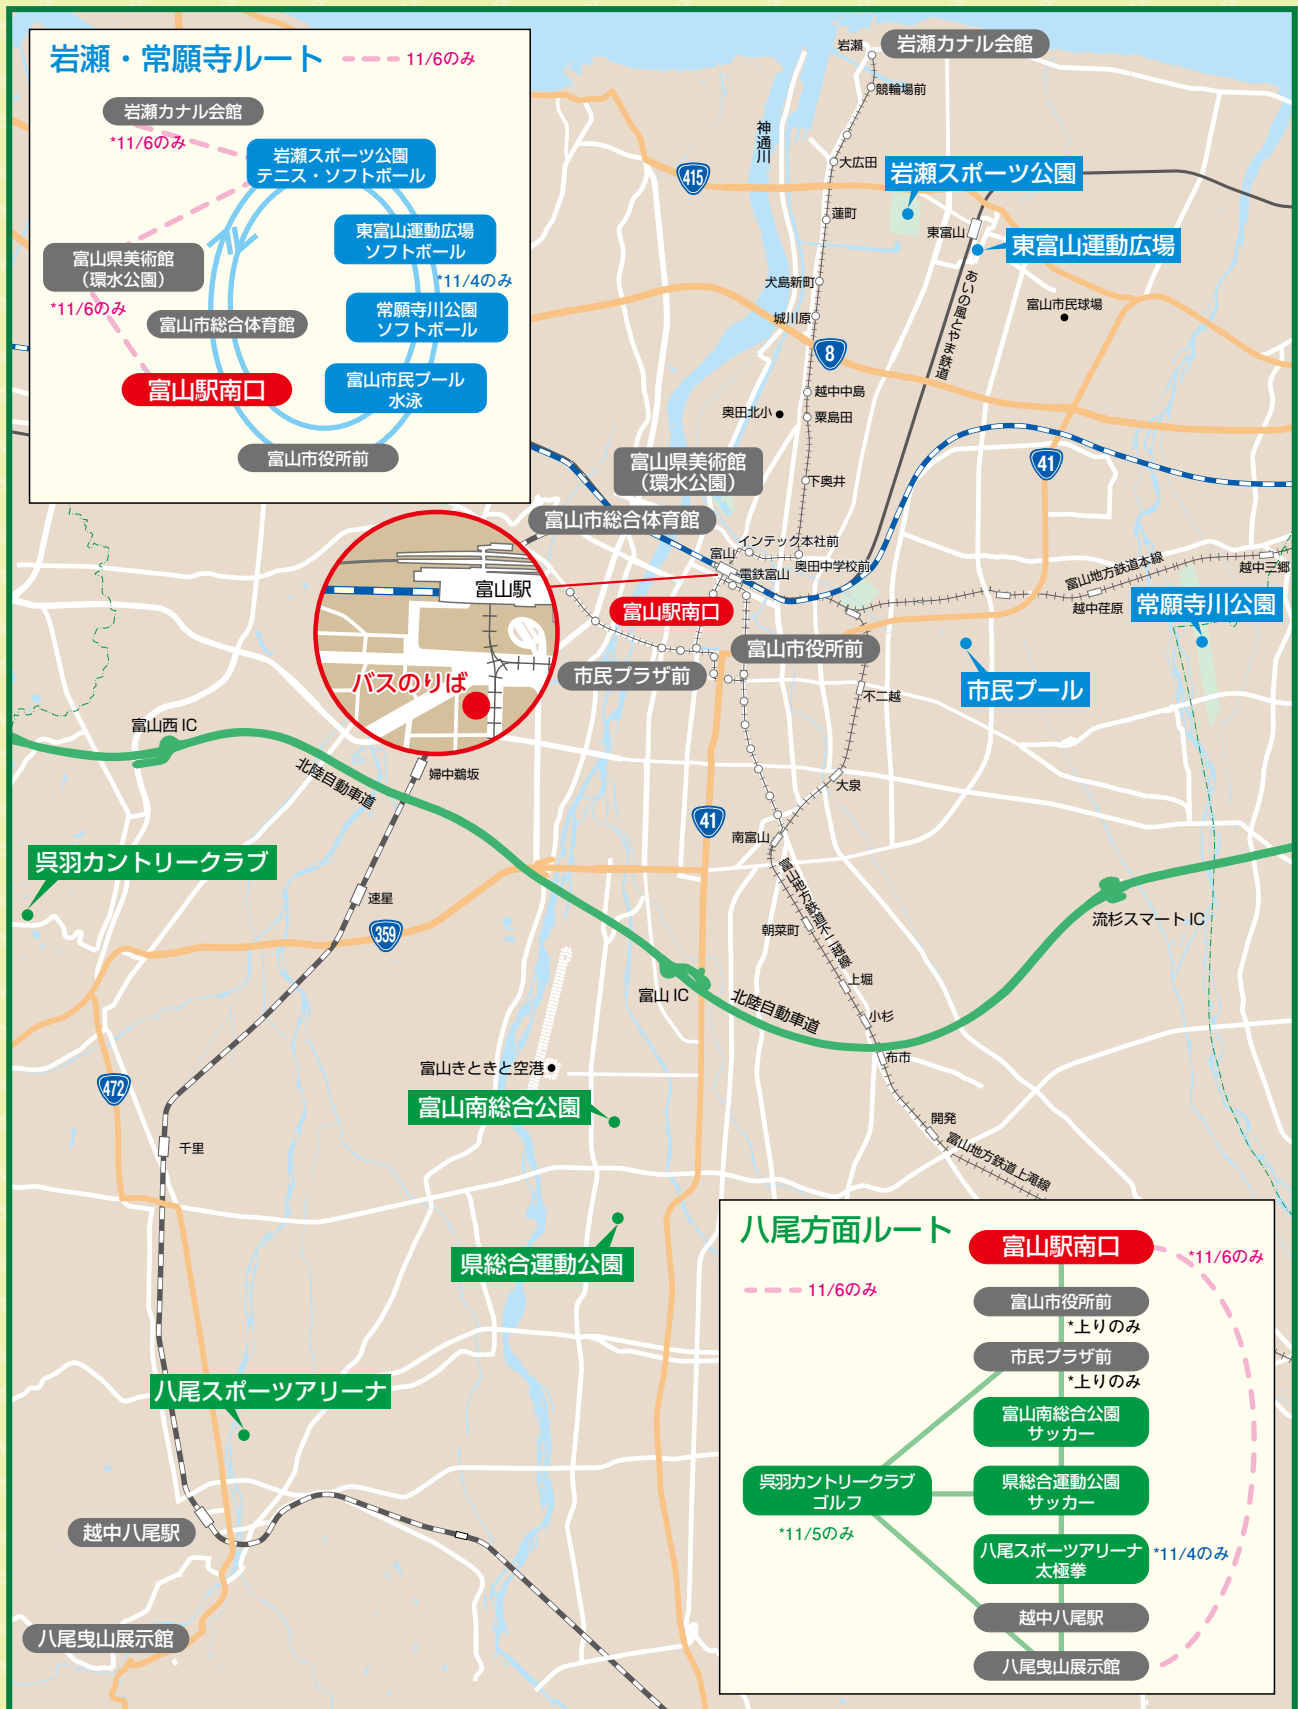 岩瀬・常願寺ルート
11/6のみ
岩瀬カナル会館
*11/6のみ
岩瀬スポーツ公園
テニス・ソフトボール
東富山運動広場
ソフトボール
*11/4のみ
富山県美術館
（環水公園）
*11/6のみ
常願寺川公園
ソフトボール
富山市総合体育館
富山市民プール
水泳
富山駅南口
富山市役所前
岩瀬
岩瀬カナル会館
競輪場前
神通川
大広田
415
岩瀬スポーツ公園
蓮町
東富山
東富山運動広場
犬島新町
あいの風とやま鉄道
富山市民球場
城川原
8
越中中島
奥田北小
粟島田
富山県美術館
（環水公園）
下奥井
41
富山市総合体育館
インテック本社前
富山
奥田中学校前
電鉄富山
富山地方鉄道本線
越中三郷
越中荏原
常願寺川公園
富山駅
富山駅南口
富山市役所前
市民プラザ前
市民プール
バスのりば
不二越
富山西IC
北陸自動車道
婦中鵜坂
大泉
41
南富山
呉羽カントリークラブ
速星
富山地方鉄道不二越線
359
朝菜町
流杉スマートIC
上堀
富山IC
北陸自動車道
小杉
布市
富山きときと空港
472
富山南総合公園
開発
千里
富山地方鉄道上滝線
県総合運動公園
八尾スポーツアリーナ
越中八尾駅
八尾曳山展示館
八尾方面ルート
11/6のみ
富山駅南口
*11/6のみ
富山市役所前
*上りのみ
市民プラザ前
*上りのみ
富山南総合公園
サッカー
呉羽カントリークラブ
ゴルフ
*11/5のみ
県総合運動公園
サッカー
八尾スポーツアリーナ
太極拳
*11/4のみ
越中八尾駅
八尾曳山展示館